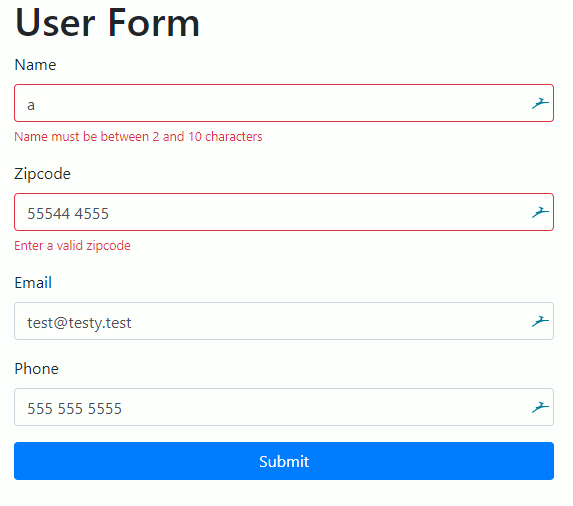 User Form
Name
a
Name must be between 2 and 10 characters
Zipcode
55544 4555
Enter a valid zipcode
Email
test@testy.test
Phone
555 555 5555
Submit